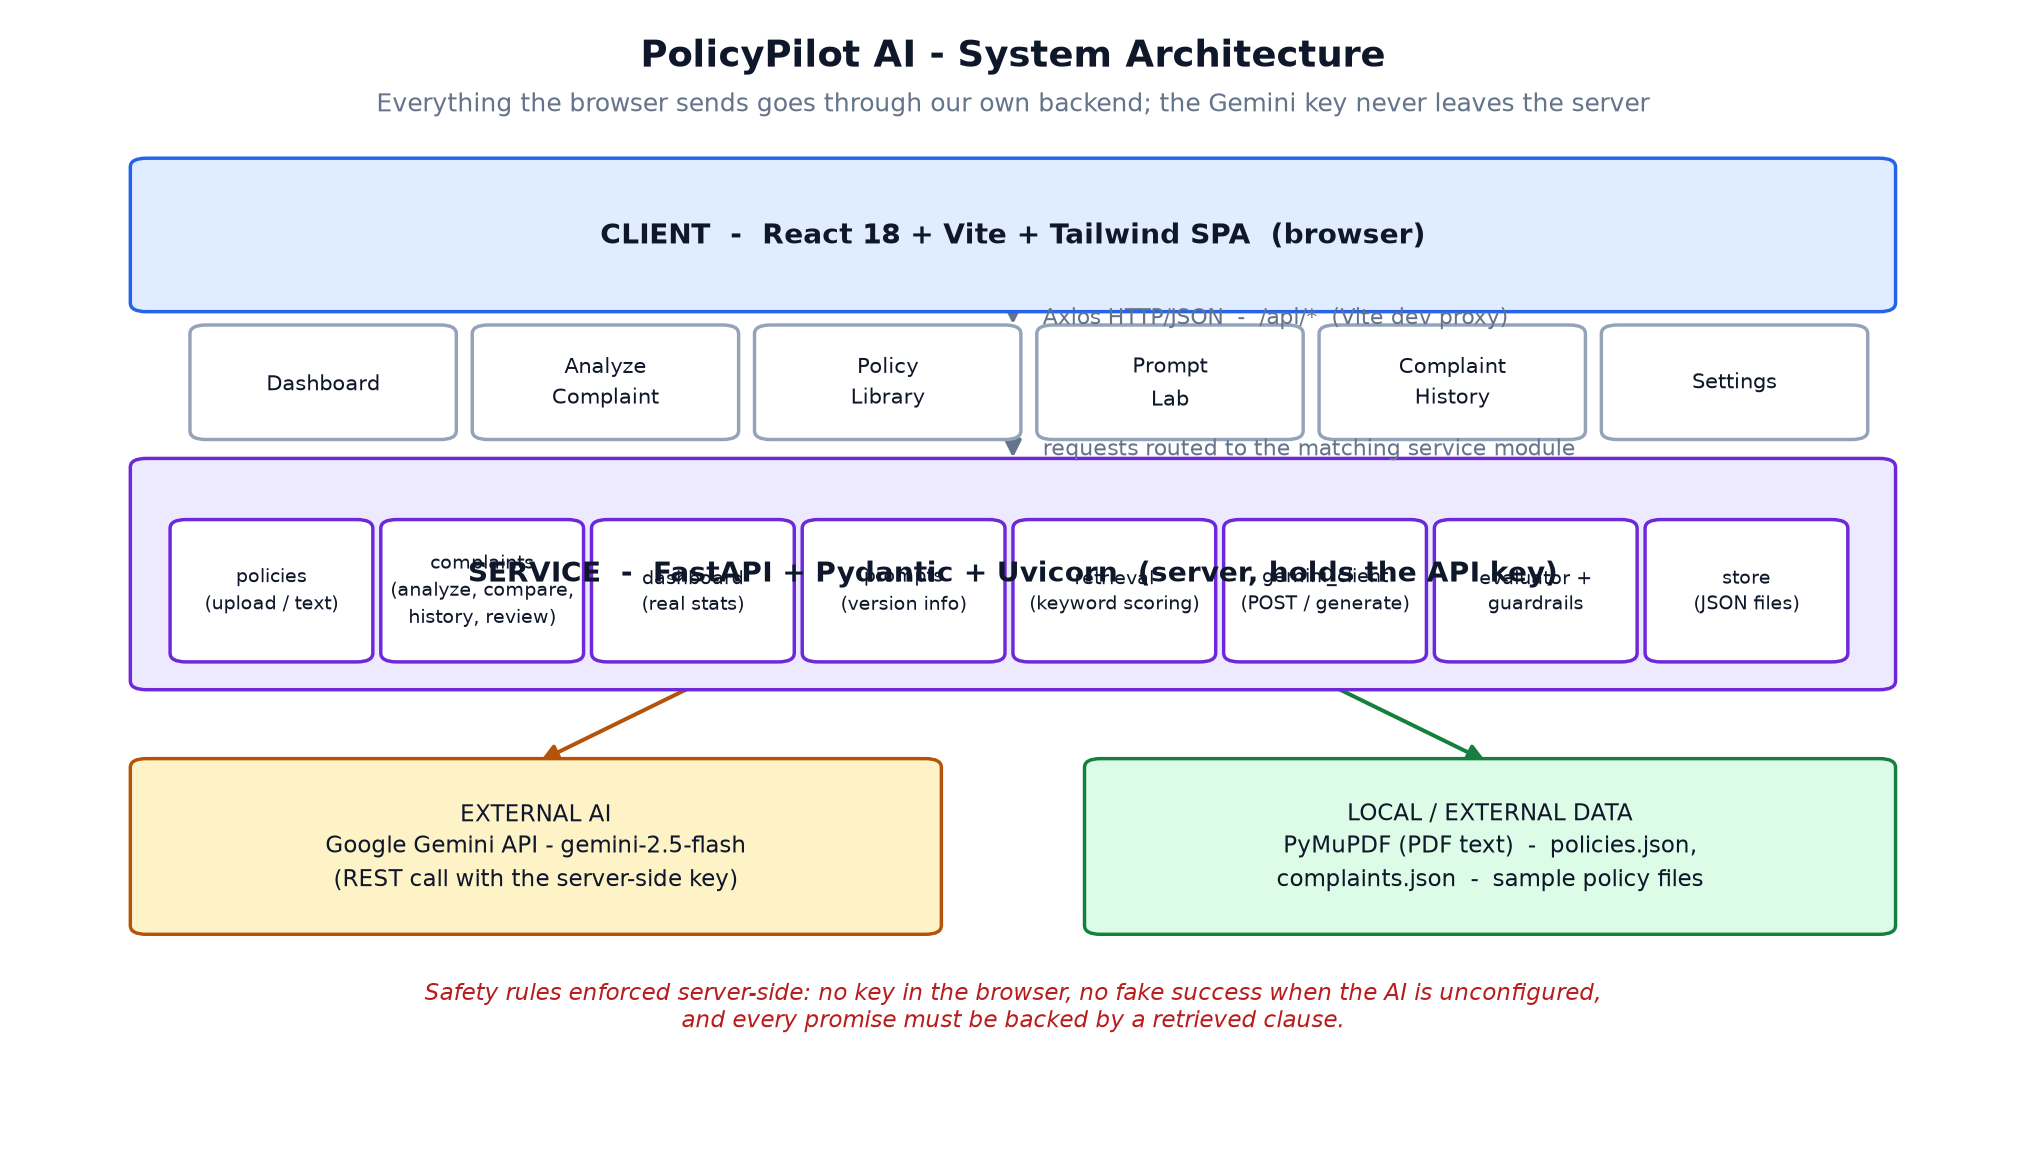 PolicyPilot AI - System Architecture
Everything the browser sends goes through our own backend; the Gemini key never leaves the server
CLIENT - React 18 + Vite + Tailwind SPA (browser)
Axios HTTP/JSON - /api/* (Vite dev proxy)
Dashboard
Analyze
Complaint
Policy
Library
Prompt
Lab
Complaint
History
Settings
requests routed to the matching service module
SERVICE - FastAPI + Pydantic + Uvicorn (server, holds the API key)
policies
(upload / text)
complaints
(analyze, compare,
history, review)
dashboard
(real stats)
prompts
(version info)
retrieval
(keyword scoring)
gemini_client
(POST / generate)
evaluator +
guardrails
store
(JSON files)
EXTERNAL AI
Google Gemini API - gemini-2.5-flash
(REST call with the server-side key)
LOCAL / EXTERNAL DATA
PyMuPDF (PDF text) - policies.json,
complaints.json - sample policy files
Safety rules enforced server-side: no key in the browser, no fake success when the AI is unconfigured,
and every promise must be backed by a retrieved clause.